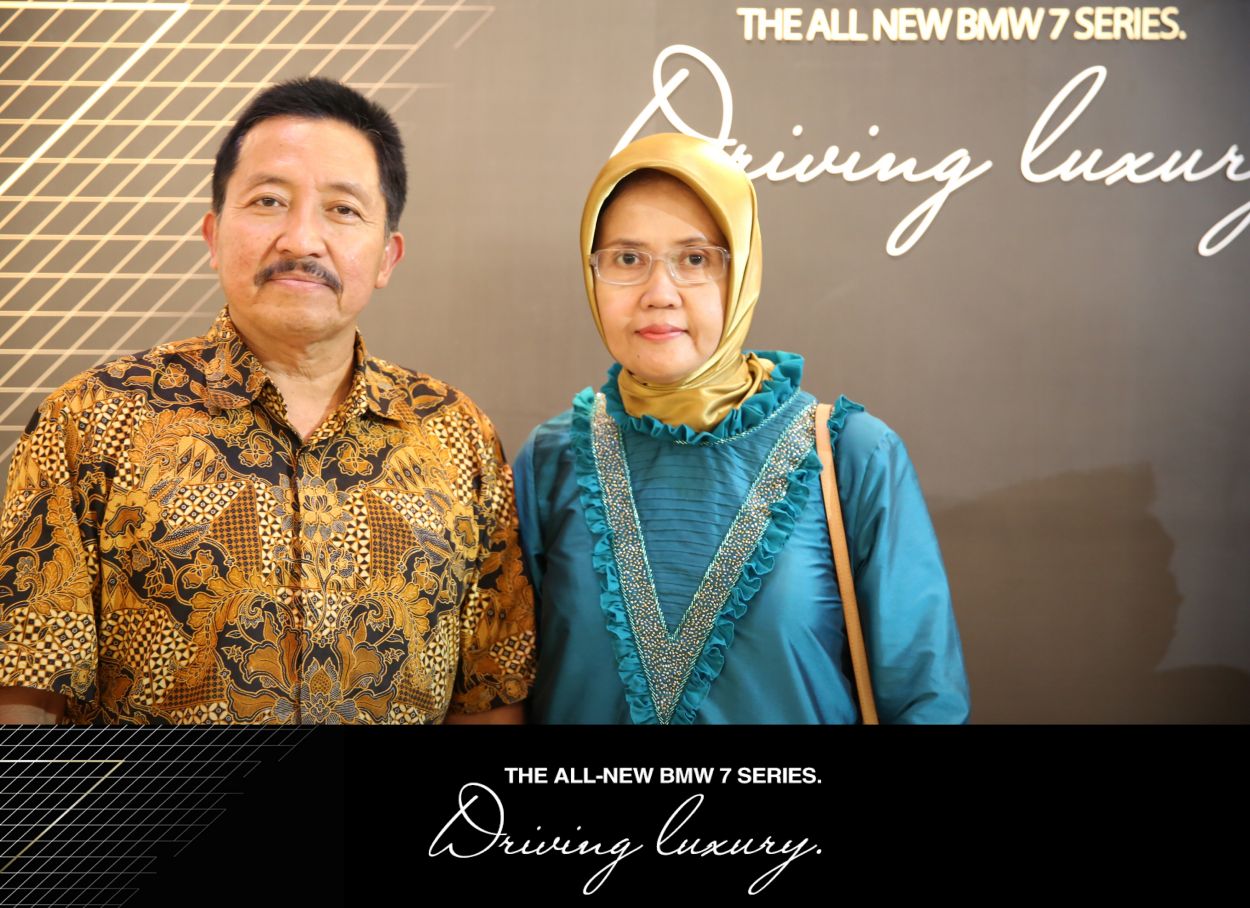 THE ALL NEW BMW 7 SERIES.
Driving luxury
THE ALL-NEW BMW 7 SERIES.
Driving luxury.